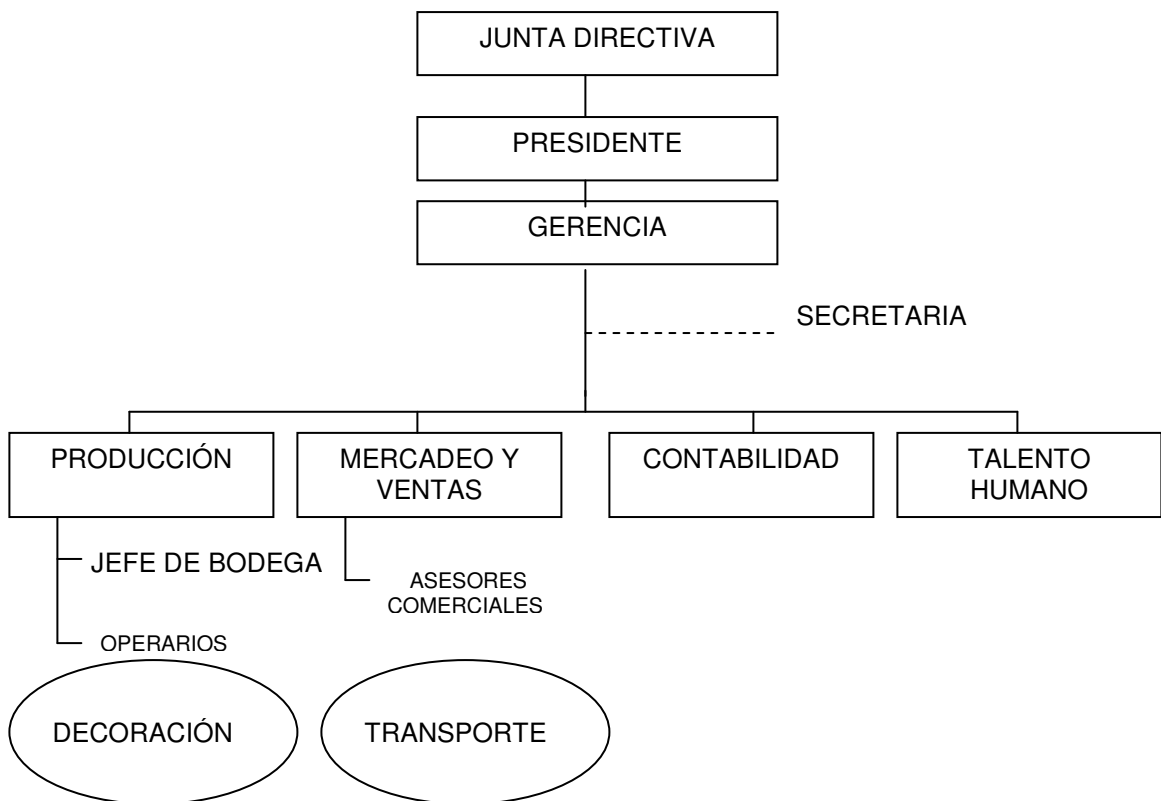 JUNTA DIRECTIVA
PRESIDENTE
GERENCIA
SECRETARIA
PRODUCCIÓN
MERCADEO Y
VENTAS
CONTABILIDAD
TALENTO
HUMANO
JEFE DE BODEGA
ASESORES
COMERCIALES
OPERARIOS
DECORACIÓN
TRANSPORTE